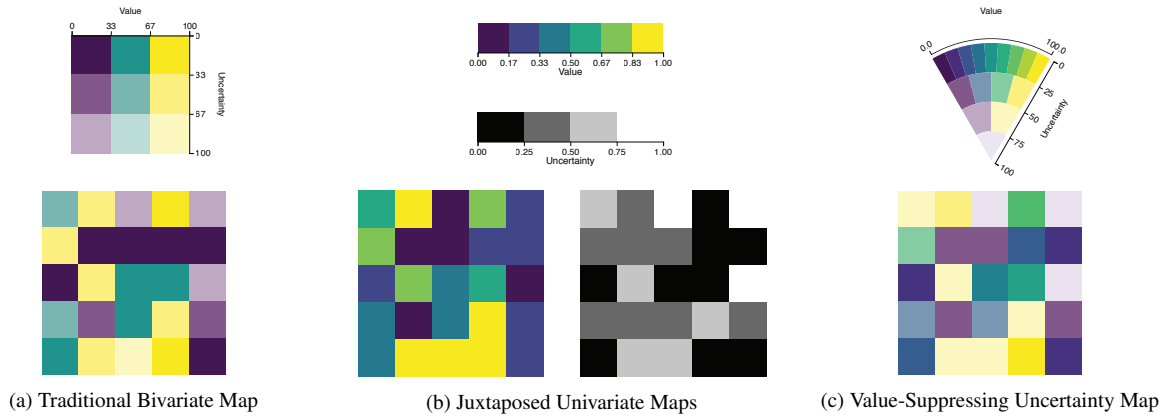 Value
0 33 67 100
0
33
67
100
Uncertainty
0.00 0.17 0.33 0.50 0.67 0.83 1.00
Value
0.00 0.25 0.50 0.75 1.00
Uncertainty
Value
0.0 100.0
0
25
50
75
100
Uncertainty
(a) Traditional Bivariate Map
(b) Juxtaposed Univariate Maps
(c) Value-Suppressing Uncertainty Map